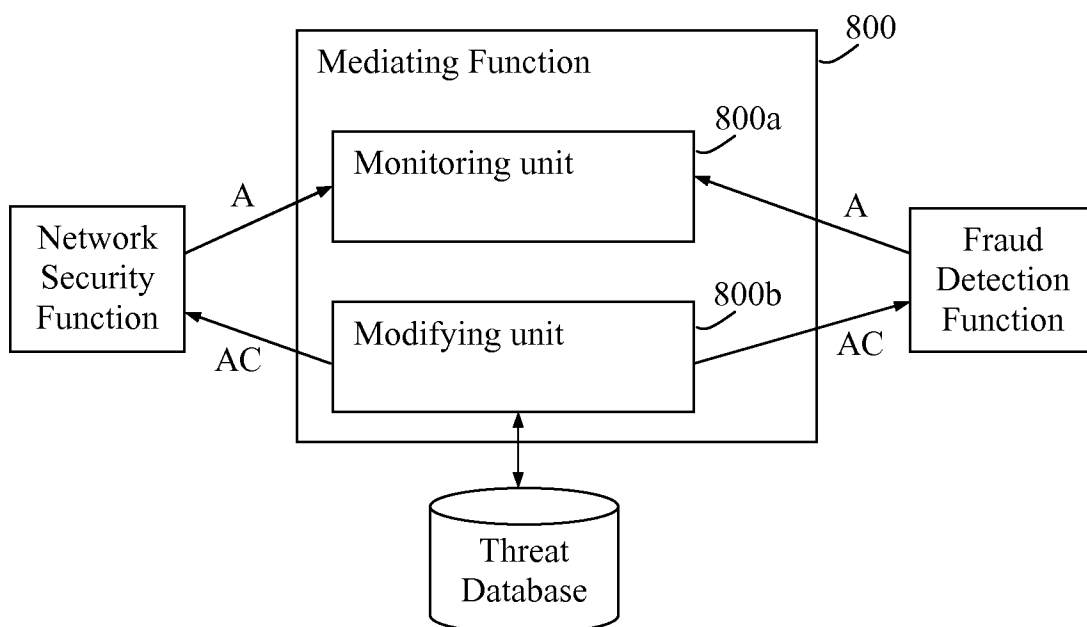 800
Mediating Function
800a
Monitoring unit
A
A
Network
Security
Function
Fraud
Detection
Function
800b
Modifying unit
AC
AC
Threat
Database